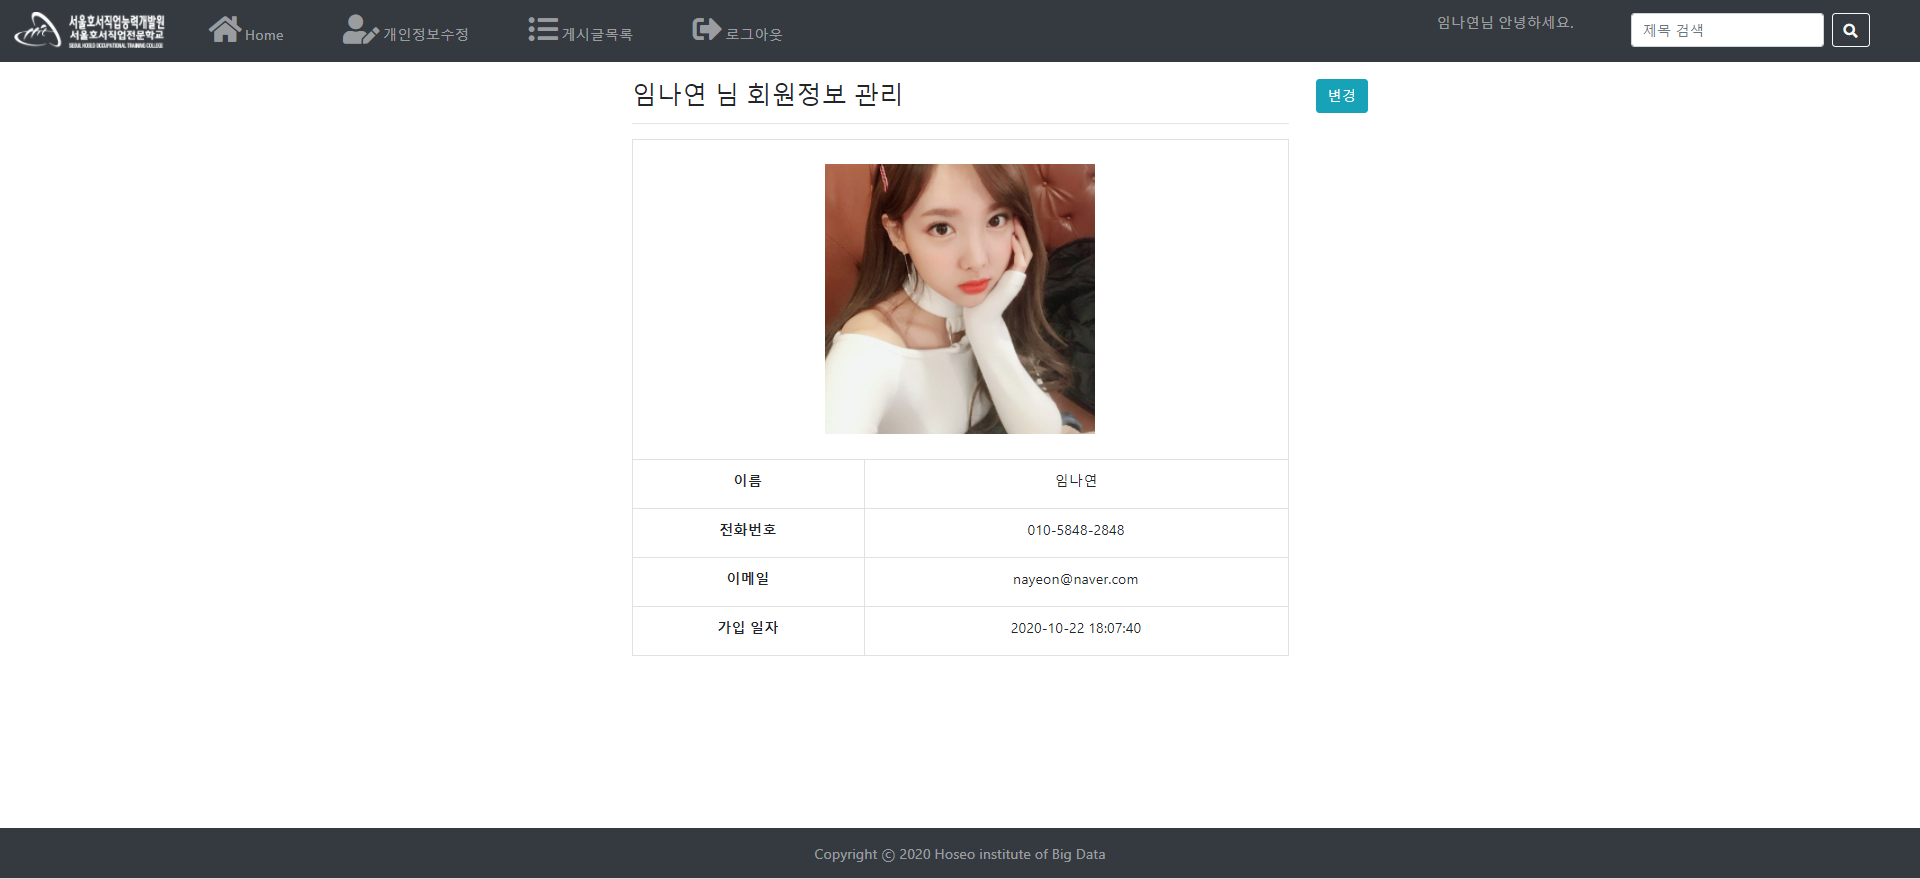 서울호서직업능력개발원
서울호서직업전문학교
SEOUL HOSEO OCCUPATIONAL TRAINING COLLEGE
Home
개인정보수정
게시글목록
로그아웃
임나연님 안녕하세요.
제목 검색
임나연 님 회원정보 관리
변경
이름 임나연
전화번호 010-5848-2848
이메일 nayeon@naver.com
가입 일자 2020-10-22 18:07:40
Copyright ⓒ 2020 Hoseo institute of Big Data